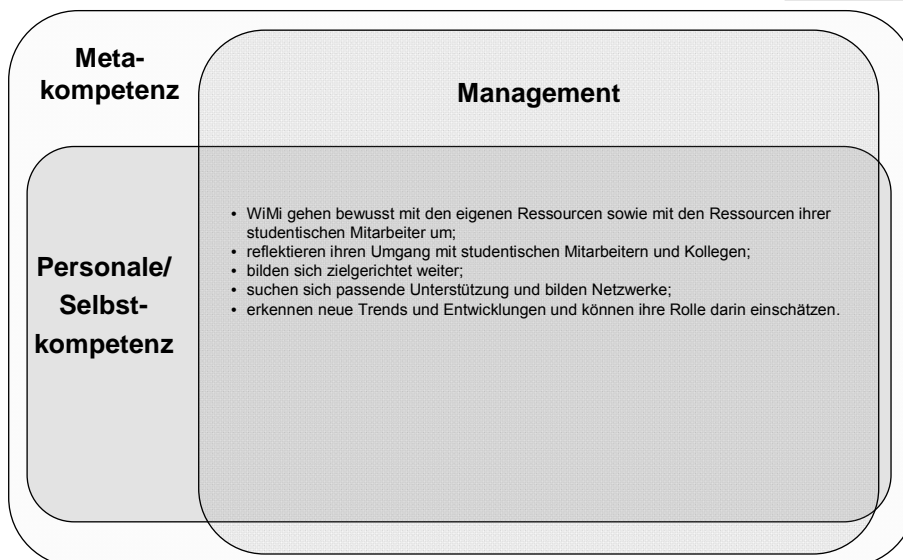 Meta-
kompetenz
Management
Personale/
Selbst-
kompetenz
• WiMi gehen bewusst mit den eigenen Ressourcen sowie mit den Ressourcen ihrer
studentischen Mitarbeiter um;
• reflektieren ihren Umgang mit studentischen Mitarbeitern und Kollegen;
• bilden sich zielgerichtet weiter;
• suchen sich passende Unterstützung und bilden Netzwerke;
• erkennen neue Trends und Entwicklungen und können ihre Rolle darin einschätzen.